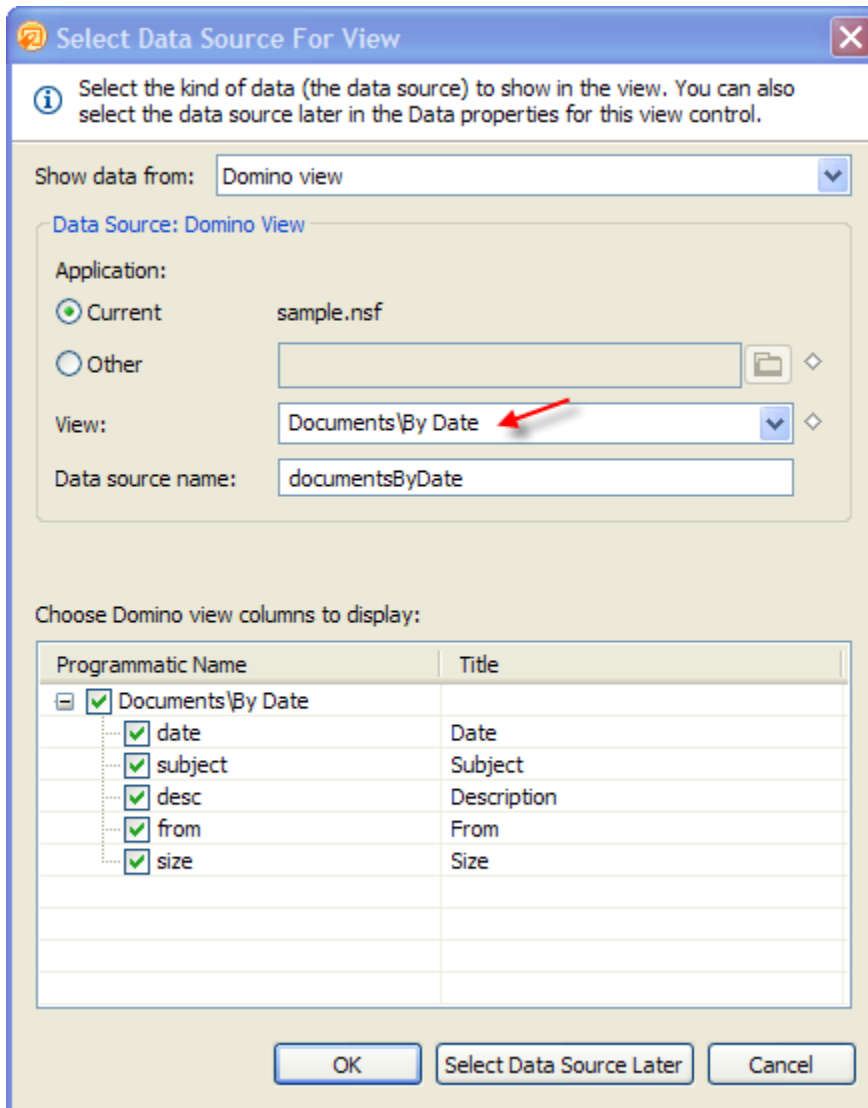 Select Data Source For View
Select the kind of data (the data source) to show in the view. You can also
select the data source later in the Data properties for this view control.
Show data from: Domino view
Data Source: Domino View
Application:
Current sample.nsf
Other
View: Documents\By Date
Data source name: documentsByDate
Choose Domino view columns to display:
Programmatic Name Title
Documents\By Date
date Date
subject Subject
desc Description
from From
size Size
OK Select Data Source Later Cancel